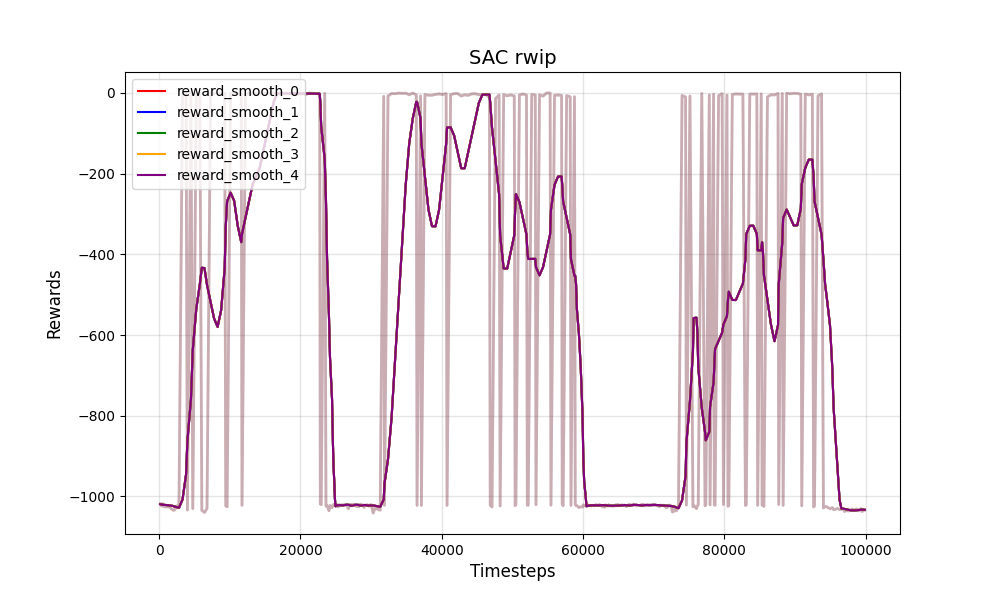 SAC rwip
reward_smooth_0
reward_smooth_1
reward_smooth_2
reward_smooth_3
reward_smooth_4
Rewards
0
−200
−400
−600
−800
−1000
0
20000
40000
60000
80000
100000
Timesteps